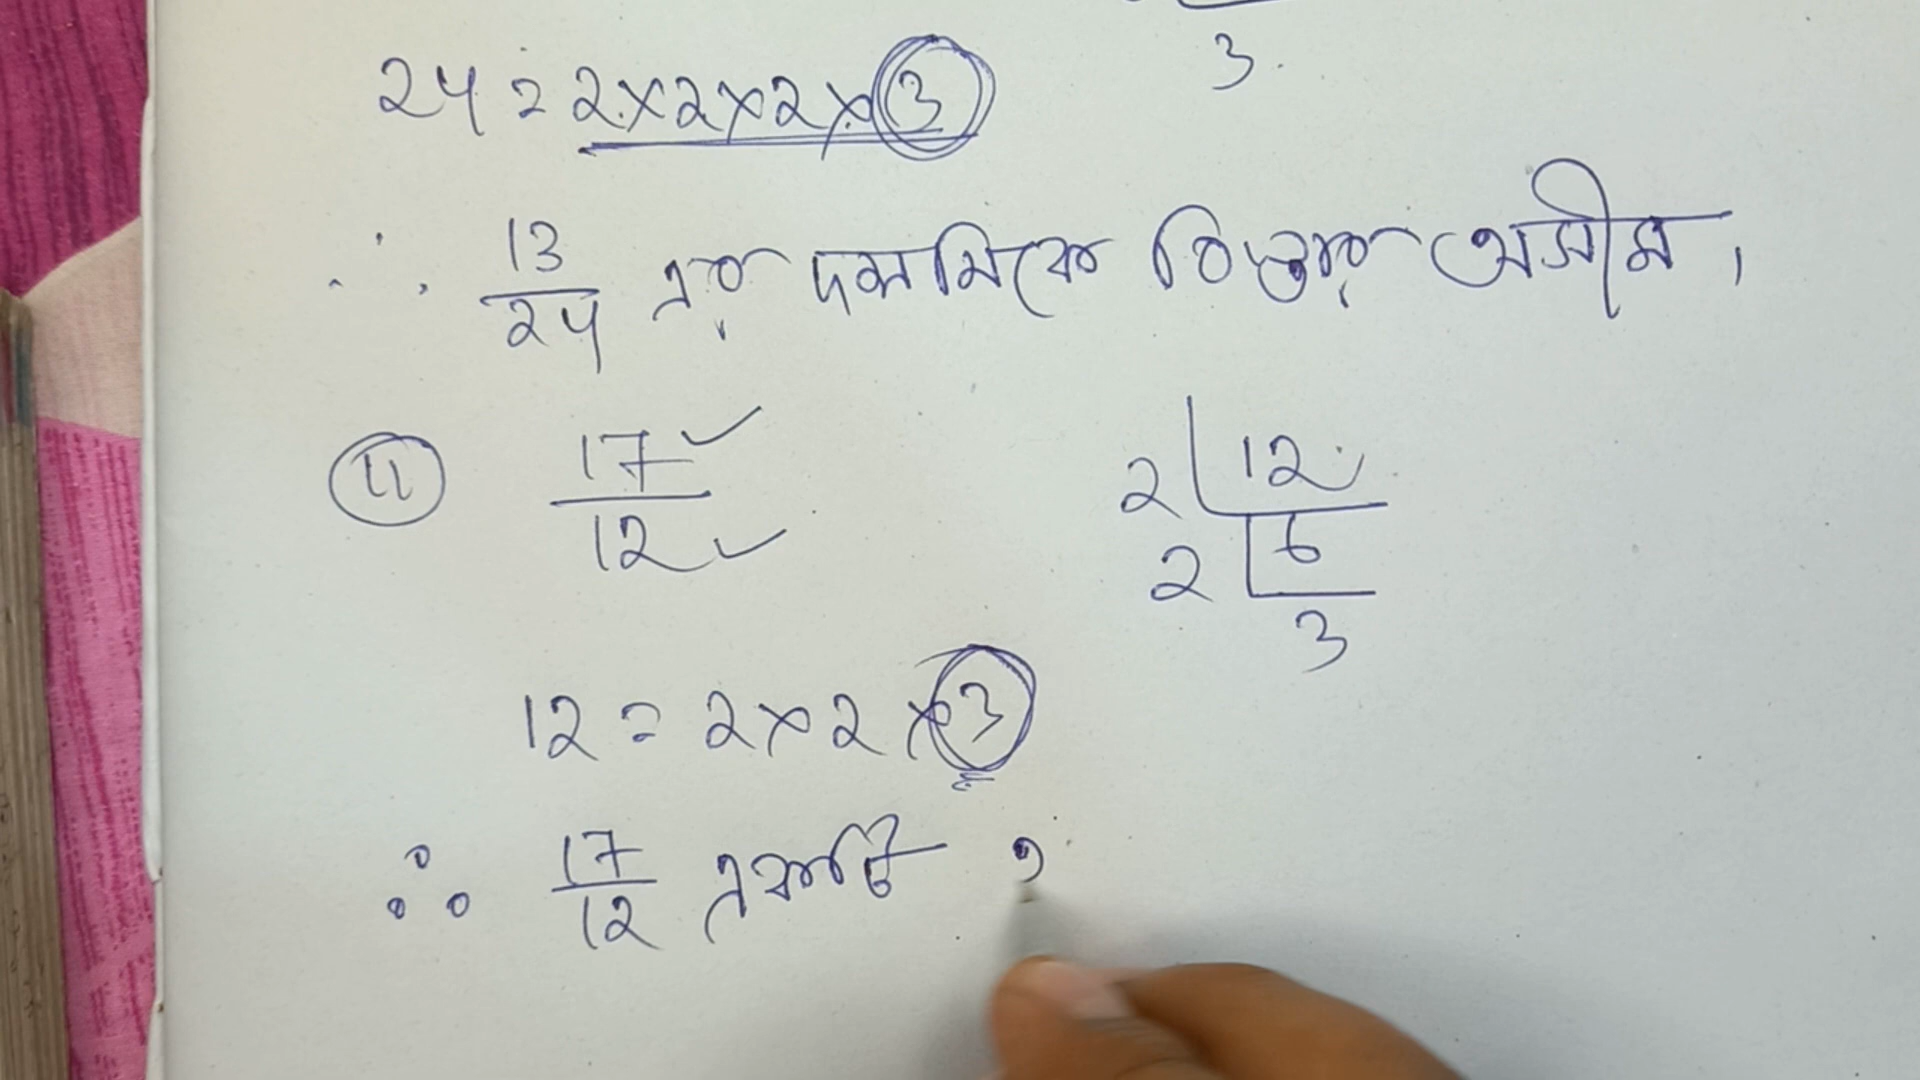 3
24 = 2×2×2×3
∴ 13/24 এর দশমিকে বিস্তার অসীম ।
ii 17/12
2 12
2 6
3
12 = 2×2×3
∴ 17/12 একটি